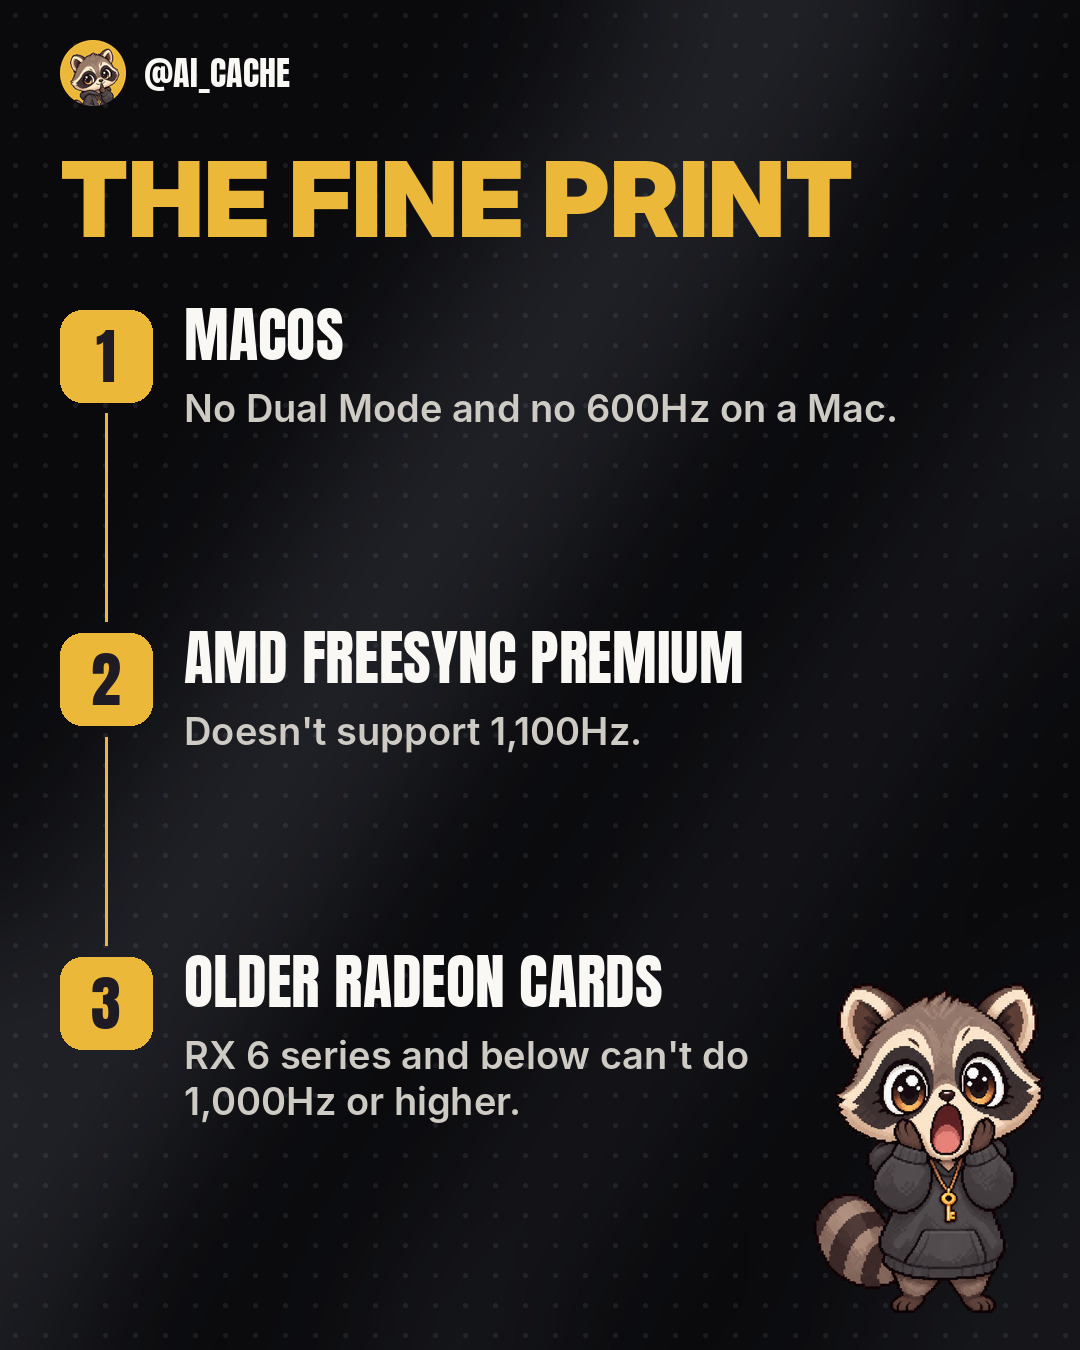 @AI_CACHE
THE FINE PRINT
1
MACOS
No Dual Mode and no 600Hz on a Mac.
2
AMD FREESYNC PREMIUM
Doesn't support 1,100Hz.
3
OLDER RADEON CARDS
RX 6 series and below can't do
1,000Hz or higher.